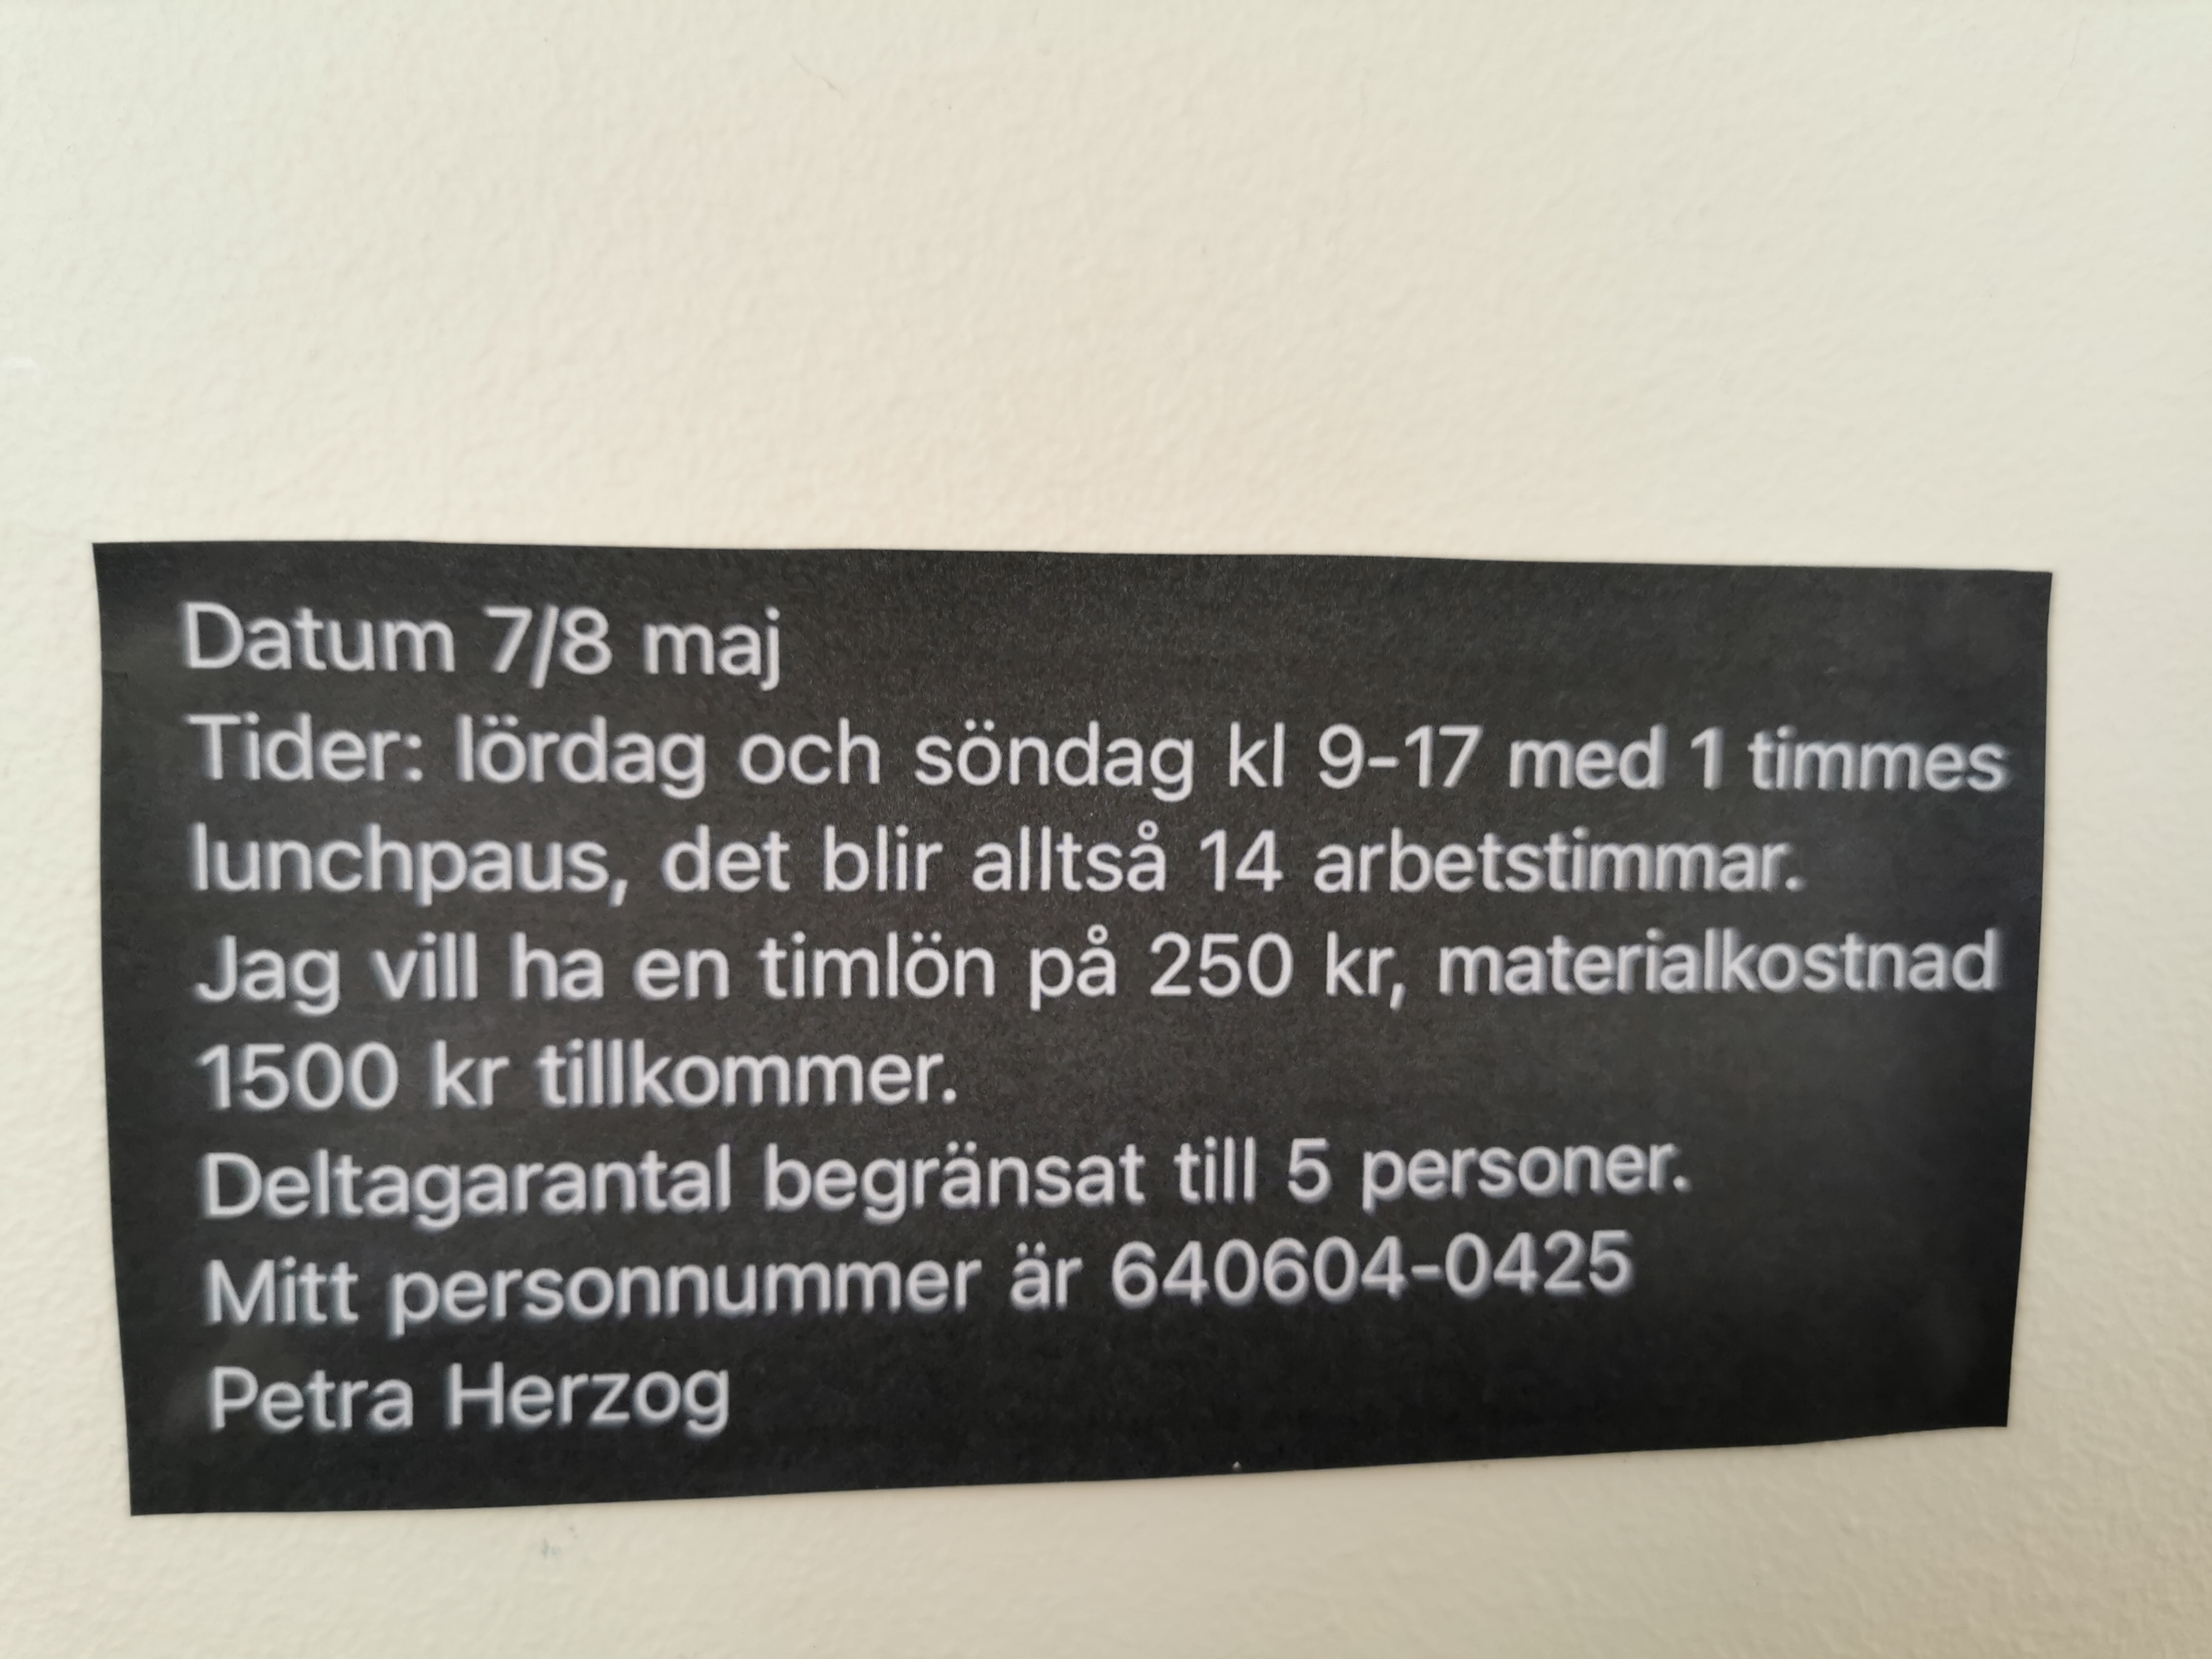 Datum 7/8 maj
Tider: lördag och söndag kl 9-17 med 1 timmes
lunchpaus, det blir alltså 14 arbetstimmar.
Jag vill ha en timlön på 250 kr, materialkostnad
1500 kr tillkommer.
Deltagarantal begränsat till 5 personer.
Mitt personnummer är 640604-0425
Petra Herzog